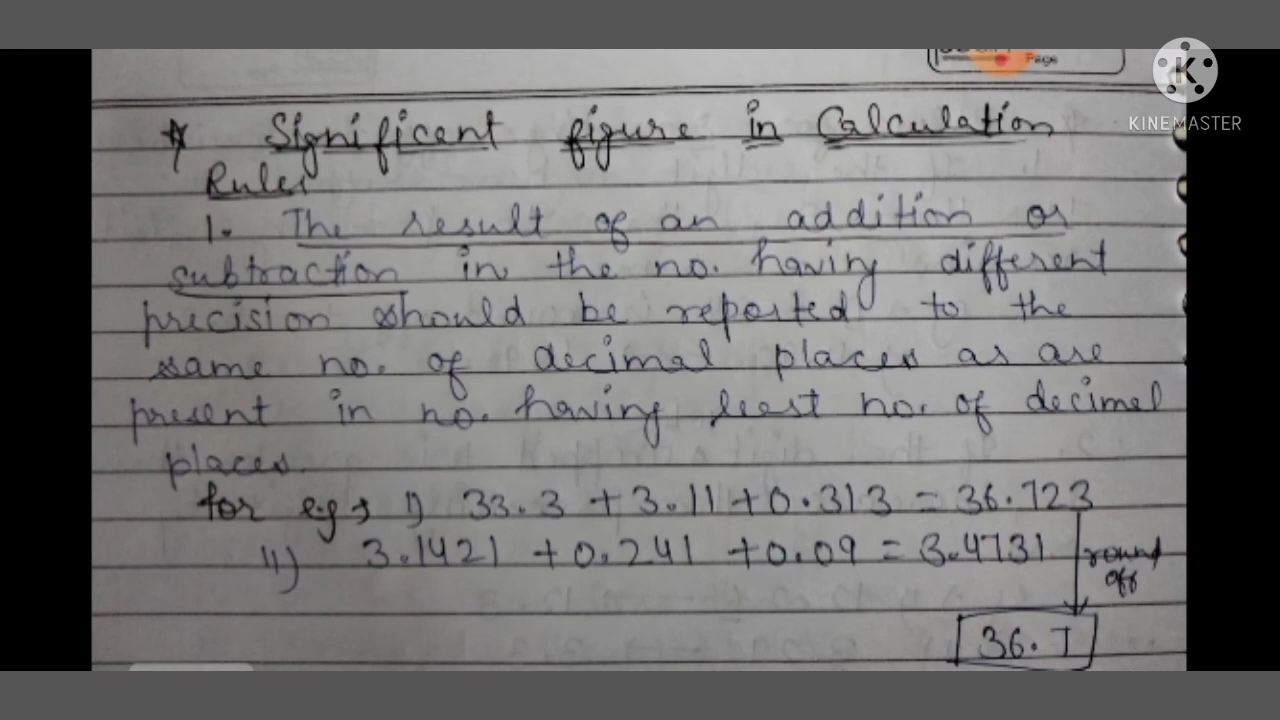 Page
KINEMASTER
☆ Significent figure in Calculation
Rules
1. The result of an addition or
subtraction in the no. having different
precision should be reported to the
same no. of decimal places as are
present in no. having least no. of decimal
places.
for eg → i) 33.3 + 3.11 + 0.313 = 36.723
ii) 3.1421 + 0.241 + 0.09 = 3.4731
round
off
36.7